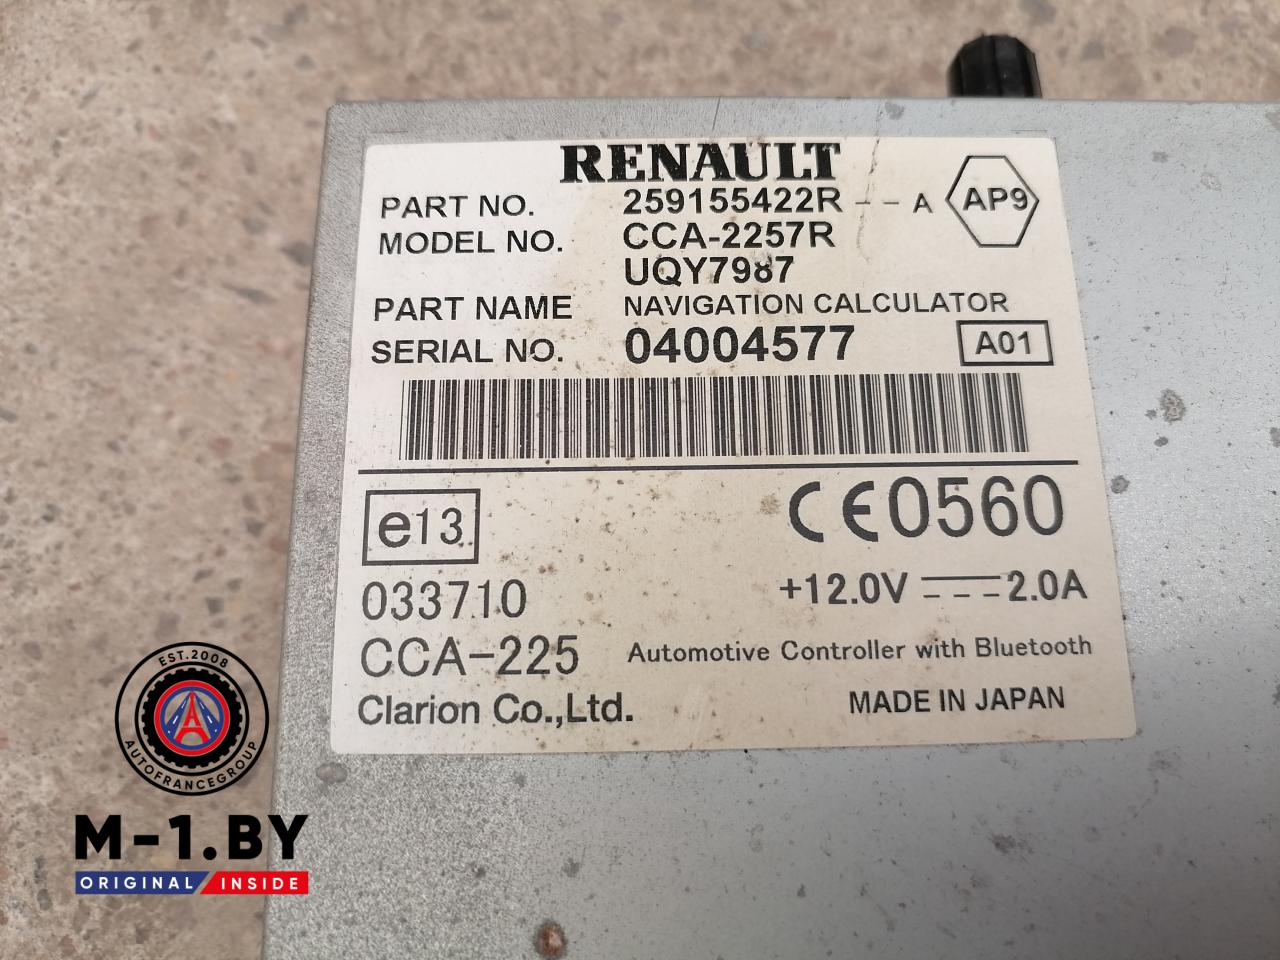 RENAULT
PART NO. 259155422R -- A AP9
MODEL NO. CCA-2257R
UQY7987
PART NAME NAVIGATION CALCULATOR
SERIAL NO. 04004577 A01
e13 CE0560
033710 +12.0V 2.0A
CCA-225 Automotive Controller with Bluetooth
Clarion Co.,Ltd. MADE IN JAPAN
EST.2008
AUTOFRANCEGROUP
M-1.BY
ORIGINAL INSIDE